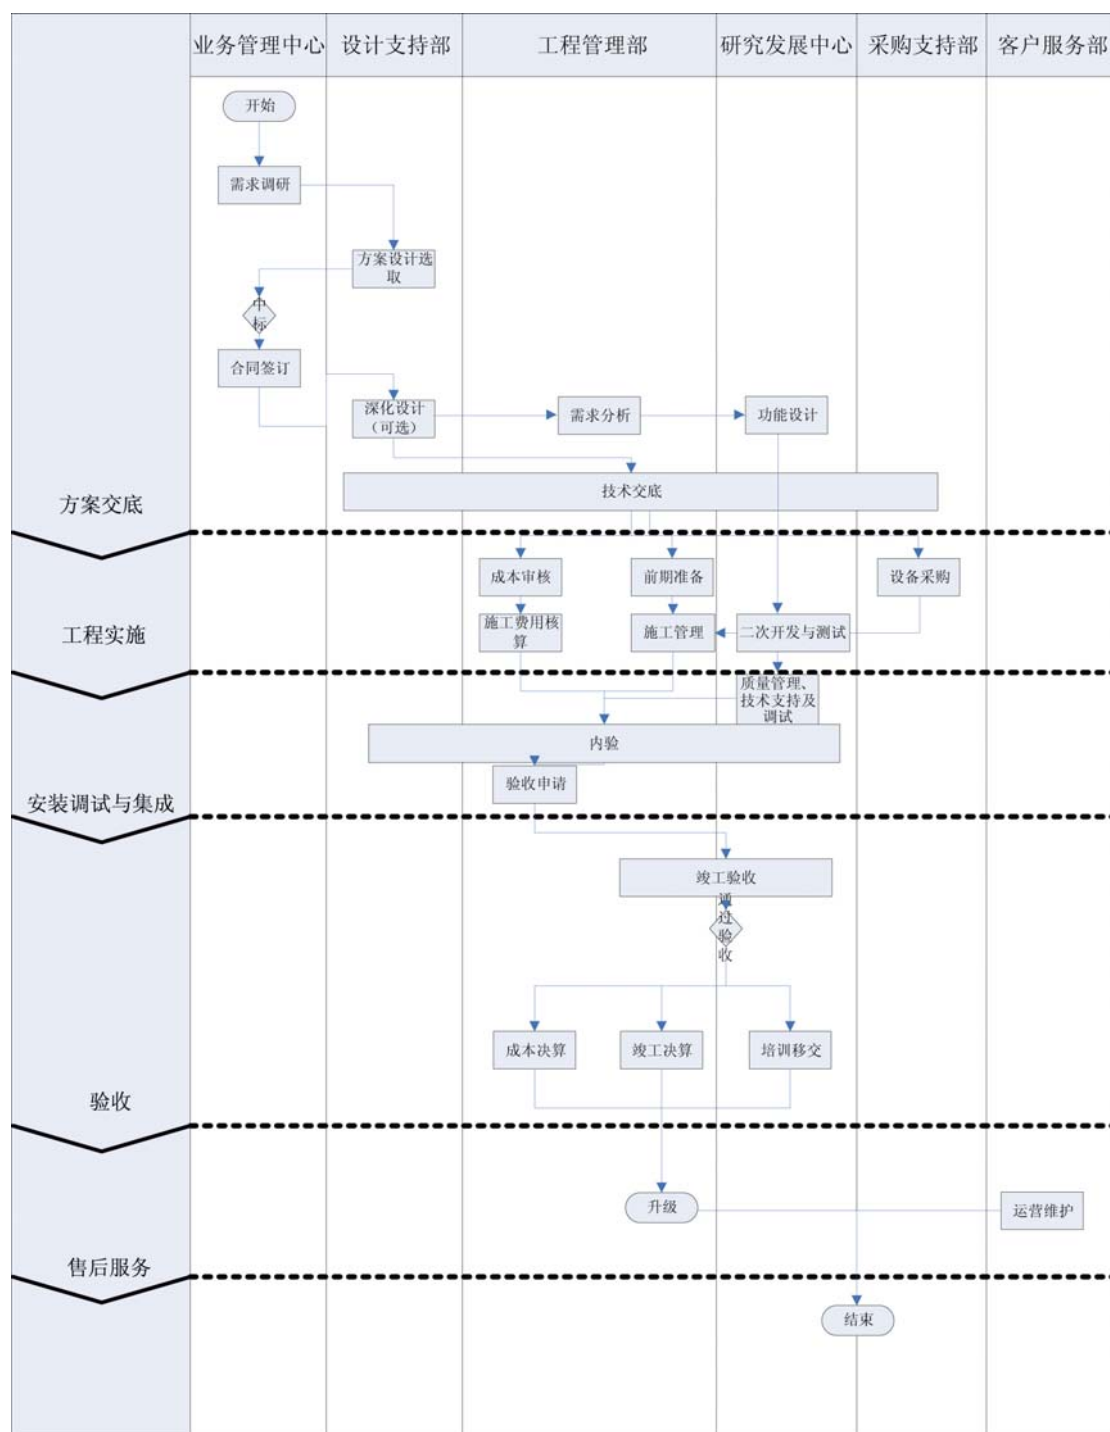 业务管理中心
设计支持部
工程管理部
研究发展中心
采购支持部
客户服务部
开始
需求调研
方案设计选
取
中
标
合同签订
深化设计
（可选）
需求分析
功能设计
技术交底
方案交底
成本审核
前期准备
设备采购
施工费用核
算
施工管理
二次开发与测试
工程实施
质量管理、
技术支持及
调试
内验
验收申请
安装调试与集成
竣工验收
通
过
验
收
成本决算
竣工决算
培训移交
验收
升级
运营维护
售后服务
结束